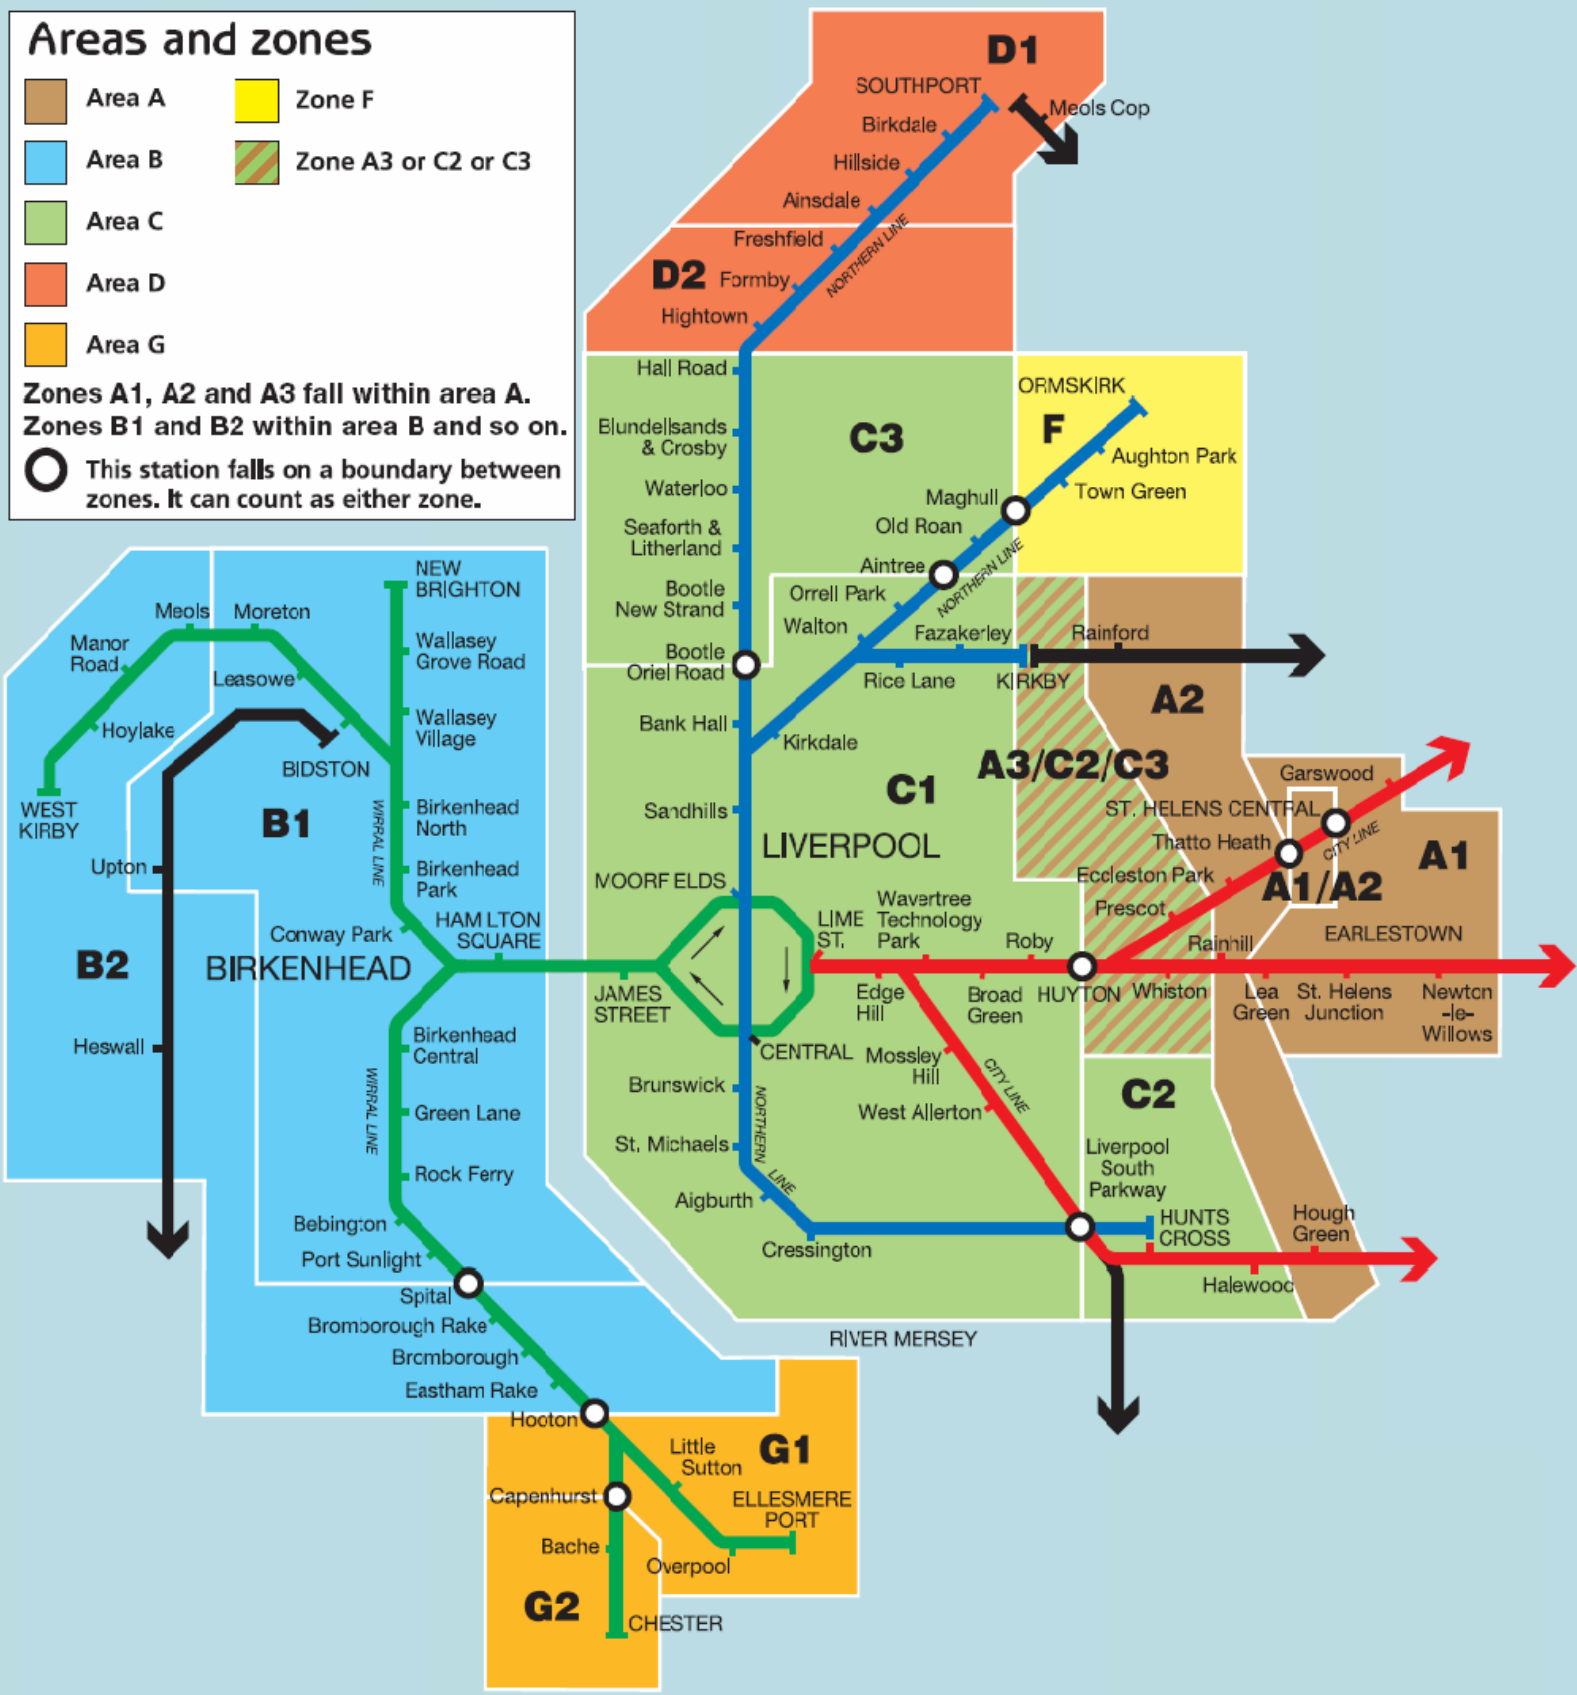 Areas and zones
Area A
Zone F
Area B
Zone A3 or C2 or C3
Area C
Area D
Area G
Zones A1, A2 and A3 fall within area A.
Zones B1 and B2 within area B and so on.
This station falls on a boundary between
zones. It can count as either zone.
D1
SOUTHPORT
Meols Cop
Birkdale
Hillside
Ainsdale
NORTHERN LINE
Freshfield
D2
Formby
Hightown
Hall Road
ORMSKIRK
Blundellsands
& Crosby
C3
F
Aughton Park
Waterloo
Maghull
Town Green
Seaforth &
Litherland
Old Roan
Aintree
NORTHERN LINE
Bootle
New Strand
Orrell Park
Walton
Fazakerley
Rainford
Bootle
Oriel Road
Rice Lane
KIRKBY
A2
Bank Hall
Kirkdale
A3/C2/C3
C1
Sandhills
LIVERPOOL
Garswood
ST. HELENS CENTRAL
Thatto Heath
CITY LINE
A1
Eccleston Park
A1/A2
Prescot
MOORFIELDS
LIME
ST.
Wavertree
Technology
Park
Roby
Rainhill
EARLESTOWN
JAMES
STREET
Edge
Hill
Broad
Green
HUYTON
Whiston
Lea
Green
St. Helens
Junction
Newton
-le-
Willows
CENTRAL
Mossley
Hill
CITY LINE
Brunswick
West Allerton
C2
NORTHERN
LINE
St. Michaels
Liverpool
South
Parkway
Aigburth
Cressington
HUNTS
CROSS
Hough
Green
Halewood
RIVER MERSEY
NEW
BRIGHTON
Meols
Moreton
Manor
Road
Wallasey
Grove Road
Leasowe
Hoylake
Wallasey
Village
BIDSTON
WEST
KIRBY
B1
WIRRAL LINE
Birkenhead
North
Upton
Birkenhead
Park
Conway Park
HAMILTON
SQUARE
B2
BIRKENHEAD
Heswall
Birkenhead
Central
WIRRAL LINE
Green Lane
Rock Ferry
Bebington
Port Sunlight
Spital
Bromborough Rake
Bromborough
Eastham Rake
Hooton
Little
Sutton
G1
Capenhurst
ELLESMERE
PORT
Bache
Overpool
G2
CHESTER